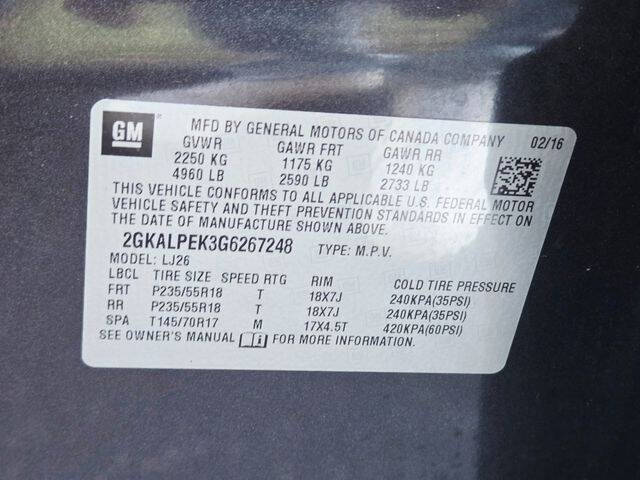 GM MFD BY GENERAL MOTORS OF CANADA COMPANY 02/16
GVWR GAWR FRT GAWR RR
2250 KG 1175 KG 1240 KG
4960 LB 2590 LB 2733 LB
THIS VEHICLE CONFORMS TO ALL APPLICABLE U.S. FEDERAL MOTOR
VEHICLE SAFETY AND THEFT PREVENTION STANDARDS IN EFFECT ON
THE DATE OF MANUFACTURE SHOWN ABOVE.
2GKALPEK3G6267248 TYPE: M.P.V.
MODEL: LJ26
LBCL TIRE SIZE SPEED RTG RIM COLD TIRE PRESSURE
FRT P235/55R18 T 18X7J 240KPA(35PSI)
RR P235/55R18 T 18X7J 240KPA(35PSI)
SPA T145/70R17 M 17X4.5T 420KPA(60PSI)
SEE OWNER'S MANUAL FOR MORE INFORMATION.